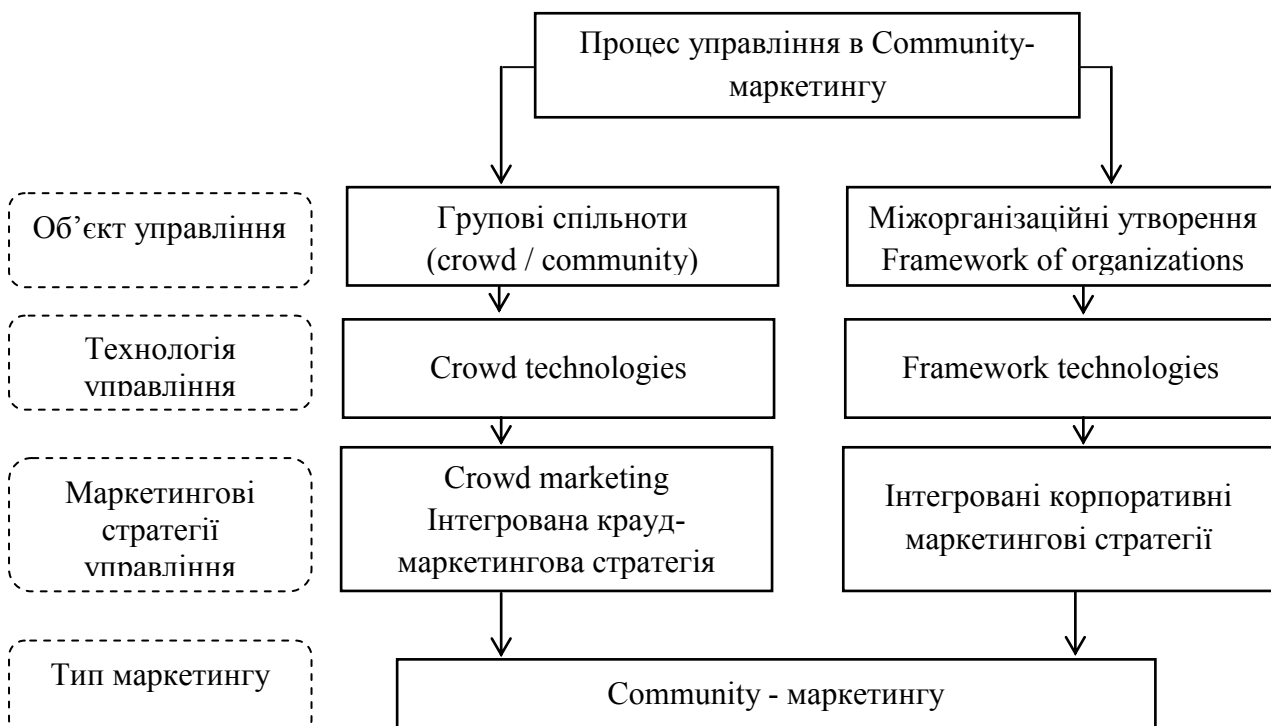 Процес управління в Community-
маркетингу
Об’єкт управління
Групові спільноти
(crowd / community)
Міжорганізаційні утворення
Framework of organizations
Технологія
управління
Crowd technologies
Framework technologies
Маркетингові
стратегії
управління
Crowd marketing
Інтегрована крауд-
маркетингова стратегія
Інтегровані корпоративні
маркетингові стратегії
Тип маркетингу
Community - маркетингу